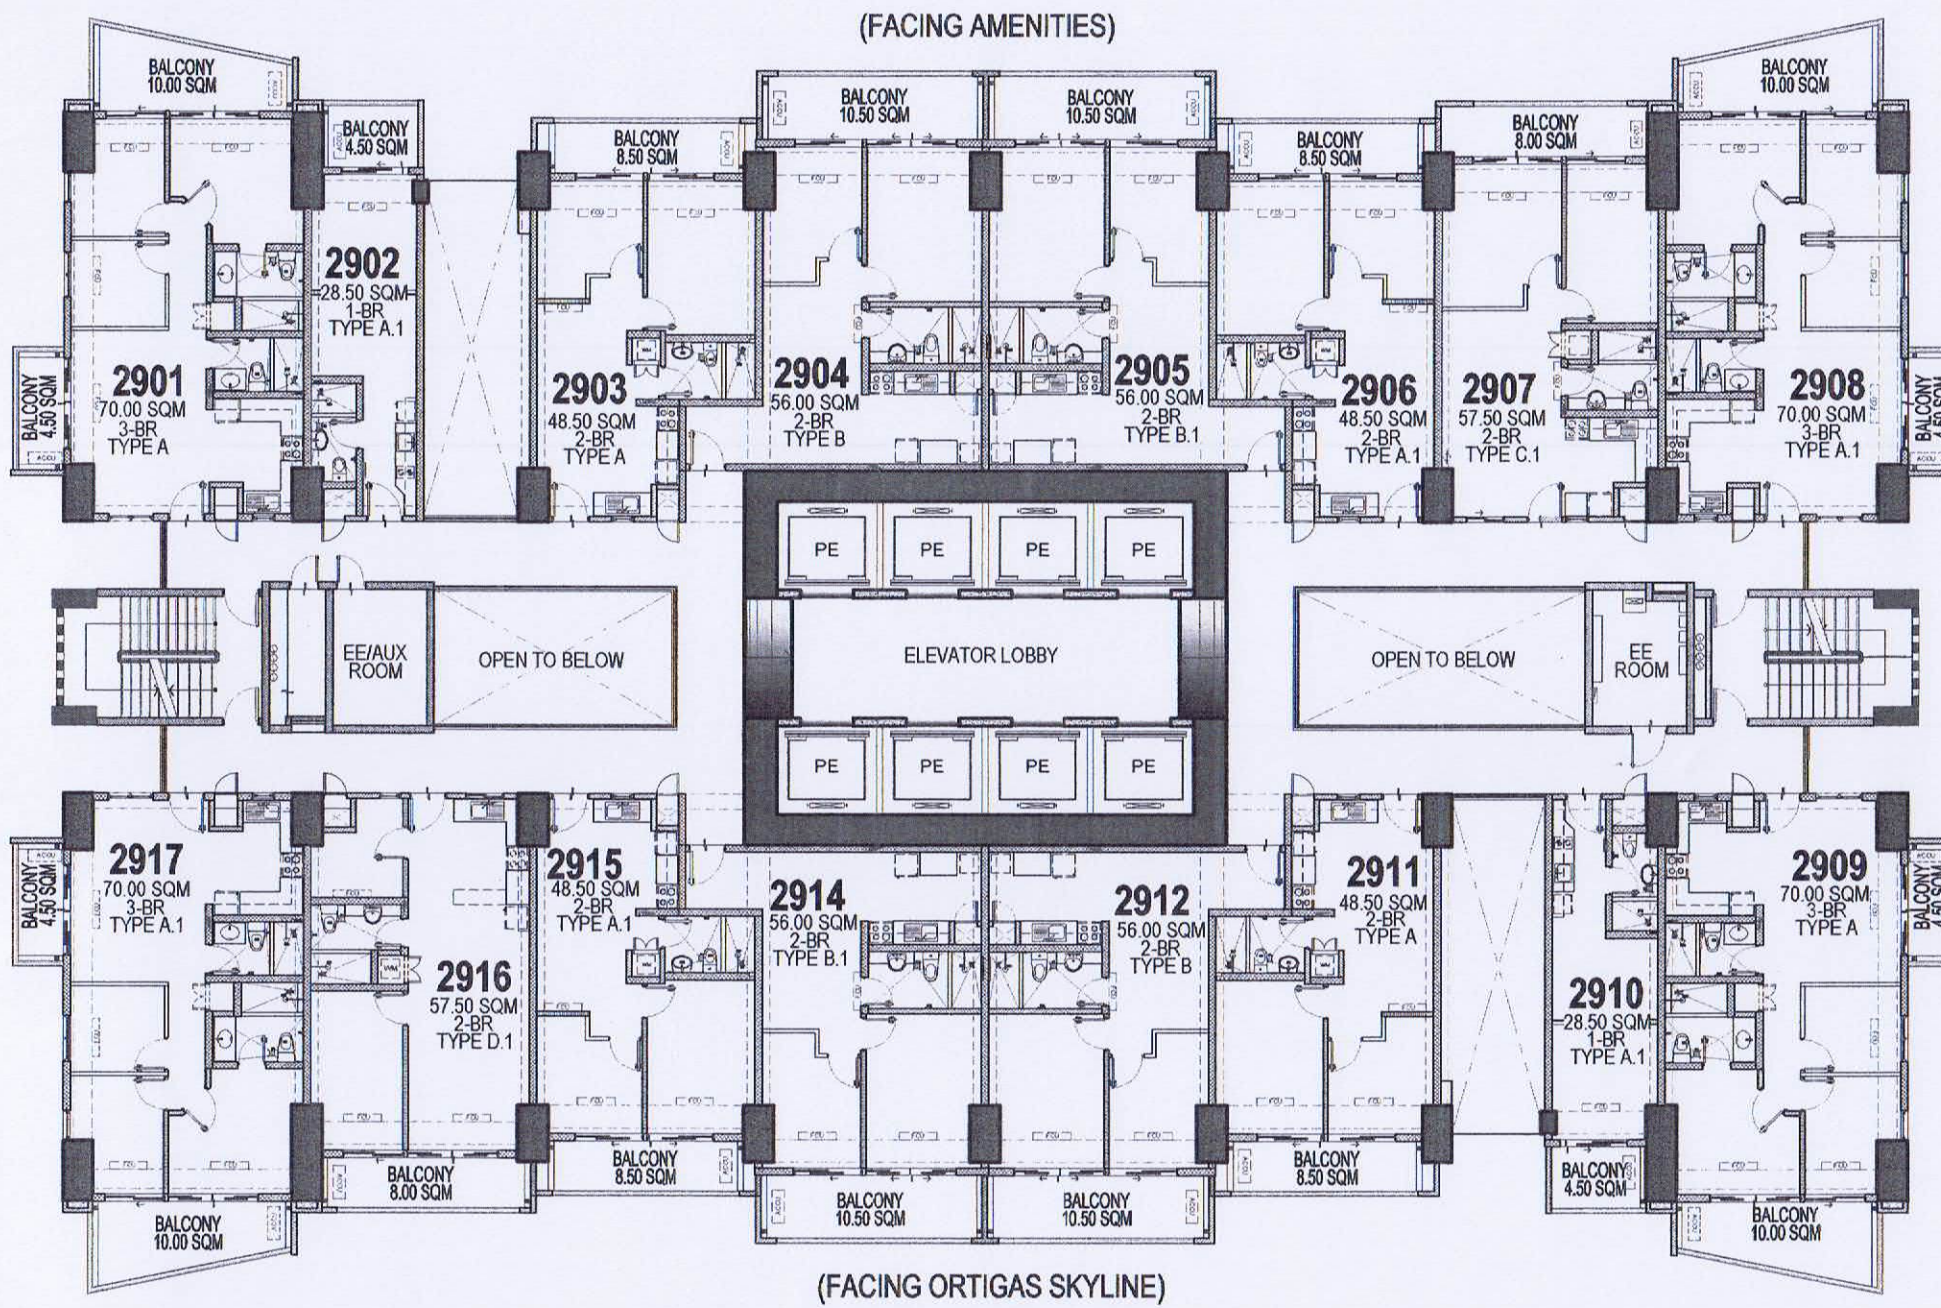 (FACING AMENITIES)
BALCONY
10.00 SQM
BALCONY
4.50 SQM
BALCONY
8.50 SQM
BALCONY
10.50 SQM
BALCONY
10.50 SQM
BALCONY
8.50 SQM
BALCONY
8.00 SQM
BALCONY
10.00 SQM
2901
70.00 SQM
3-BR
TYPE A
BALCONY
4.50 SQM
2902
28.50 SQM
1-BR
TYPE A.1
2903
48.50 SQM
2-BR
TYPE A
2904
56.00 SQM
2-BR
TYPE B
2905
56.00 SQM
2-BR
TYPE B.1
2906
48.50 SQM
2-BR
TYPE A.1
2907
57.50 SQM
2-BR
TYPE C.1
2908
70.00 SQM
3-BR
TYPE A.1
BALCONY
4.50 SQM
PE
PE
PE
PE
EE/AUX
ROOM
OPEN TO BELOW
ELEVATOR LOBBY
OPEN TO BELOW
EE
ROOM
PE
PE
PE
PE
2917
70.00 SQM
3-BR
TYPE A.1
BALCONY
4.50 SQM
2916
57.50 SQM
2-BR
TYPE D.1
2915
48.50 SQM
2-BR
TYPE A.1
2914
56.00 SQM
2-BR
TYPE B.1
2912
56.00 SQM
2-BR
TYPE B
2911
48.50 SQM
2-BR
TYPE A
2910
28.50 SQM
1-BR
TYPE A.1
2909
70.00 SQM
3-BR
TYPE A
BALCONY
4.50 SQM
BALCONY
10.00 SQM
BALCONY
8.00 SQM
BALCONY
8.50 SQM
BALCONY
10.50 SQM
BALCONY
10.50 SQM
BALCONY
8.50 SQM
BALCONY
4.50 SQM
BALCONY
10.00 SQM
(FACING ORTIGAS SKYLINE)